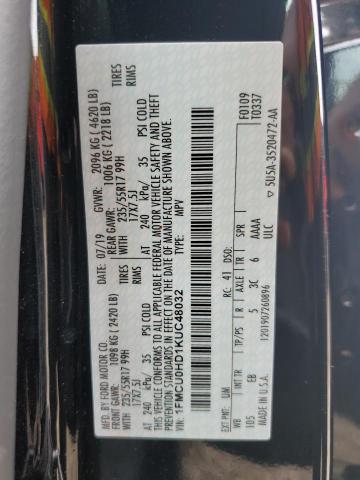 MFD. BY FORD MOTOR CO.
DATE: 07/19 GVWR: 2096 KG (4620 LB)
FRONT GAWR: 1098 KG (2420 LB) REAR GAWR: 1006 KG (2218 LB)
WITH 235/55R17 99H TIRES WITH 235/55R17 99H TIRES
17X7.5J RIMS 17X7.5J RIMS
AT 240 kPa/ 35 PSI COLD AT 240 kPa/ 35 PSI COLD
THIS VEHICLE CONFORMS TO ALL APPLICABLE FEDERAL MOTOR VEHICLE SAFETY AND THEFT
PREVENTION STANDARDS IN EFFECT ON THE DATE OF MANUFACTURE SHOWN ABOVE.
VIN: 1FMCU0HD1KUC48032
TYPE: MPV
F0109
T0337
EXT PNT: UM RC: 41 DSO:
WB INT TR TP/PS R AXLE TR SPR
105 EB 5 3C 6 AAAA
MADE IN U.S.A. 1201907260896 ULC
▽ 5U5A-3520472-AA